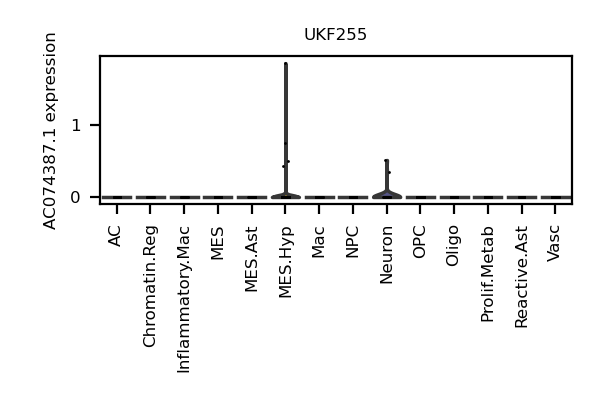 UKF255
AC074387.1 expression
1
0
AC
Chromatin.Reg
Inflammatory.Mac
MES
MES.Ast
MES.Hyp
Mac
NPC
Neuron
OPC
Oligo
Prolif.Metab
Reactive.Ast
Vasc